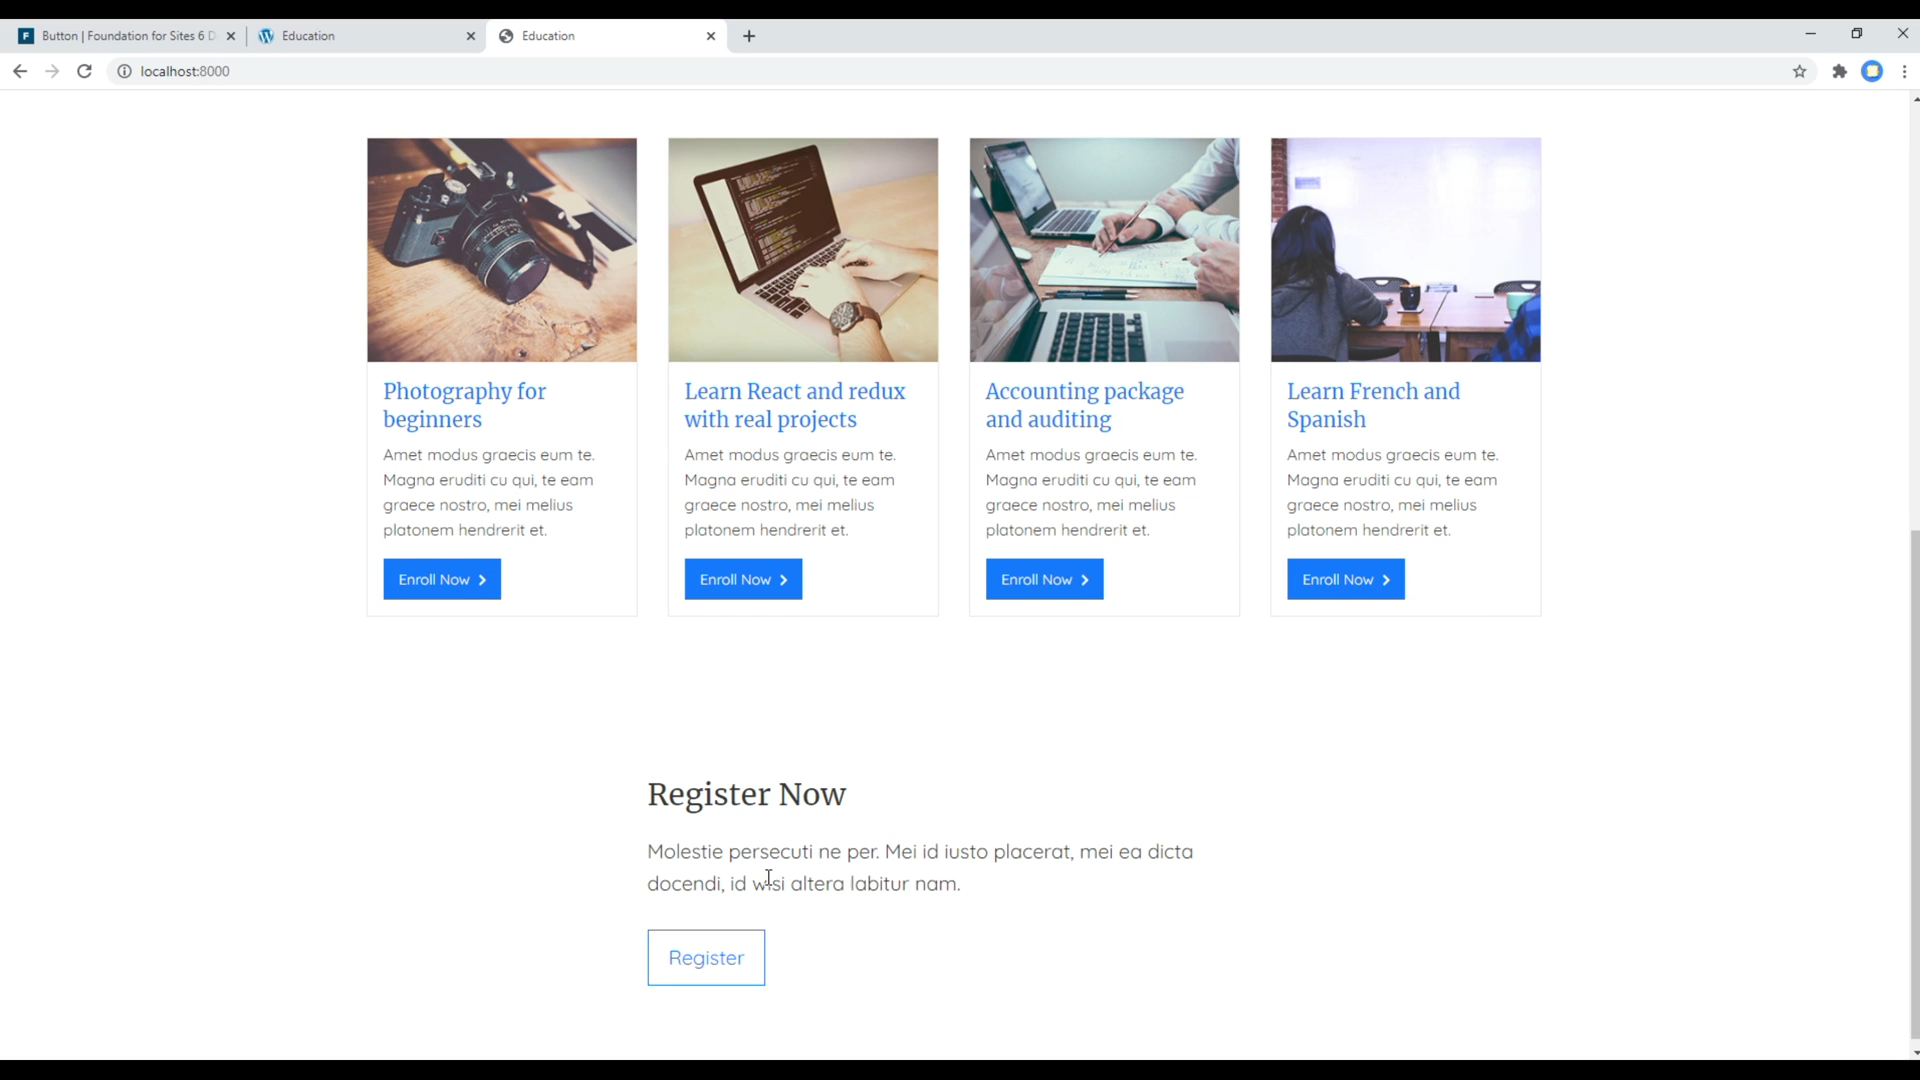 Button | Foundation for Sites 6 D
Education
Education
localhost:8000
Photography for
beginners
Amet modus graecis eum te.
Magna eruditi cu qui, te eam
graece nostro, mei melius
platonem hendrerit et.
Enroll Now
Learn React and redux
with real projects
Amet modus graecis eum te.
Magna eruditi cu qui, te eam
graece nostro, mei melius
platonem hendrerit et.
Enroll Now
Accounting package
and auditing
Amet modus graecis eum te.
Magna eruditi cu qui, te eam
graece nostro, mei melius
platonem hendrerit et.
Enroll Now
Learn French and
Spanish
Amet modus graecis eum te.
Magna eruditi cu qui, te eam
graece nostro, mei melius
platonem hendrerit et.
Enroll Now
Register Now
Molestie persecuti ne per. Mei id iusto placerat, mei ea dicta
docendi, id wisi altera labitur nam.
Register